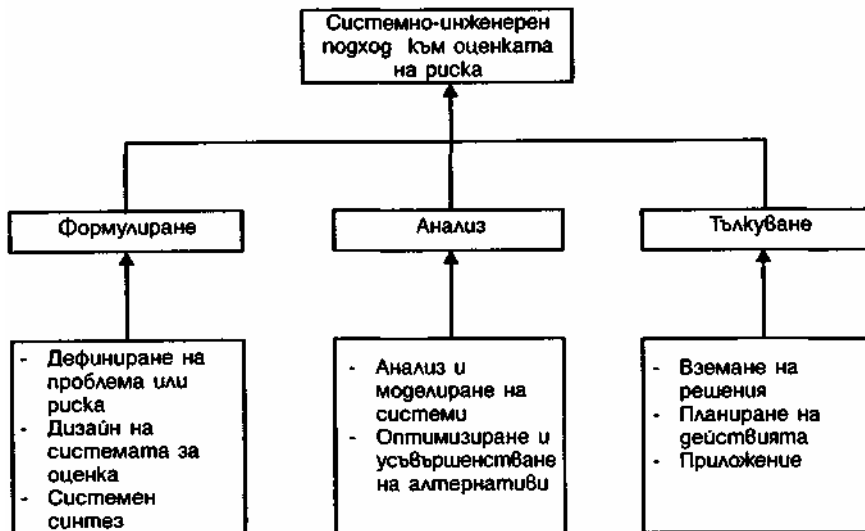 Системно-инженерен
подход към оценката
на риска
Формулиране
Анализ
Тълкуване
- Дефиниране на
проблема или
риска
- Дизайн на
системата за
оценка
- Системен
синтез
- Анализ и
моделиране на
системи
- Оптимизиране и
усъвършенстване
на алтернативи
- Вземане на
решения
- Планиране на
действията
- Приложение